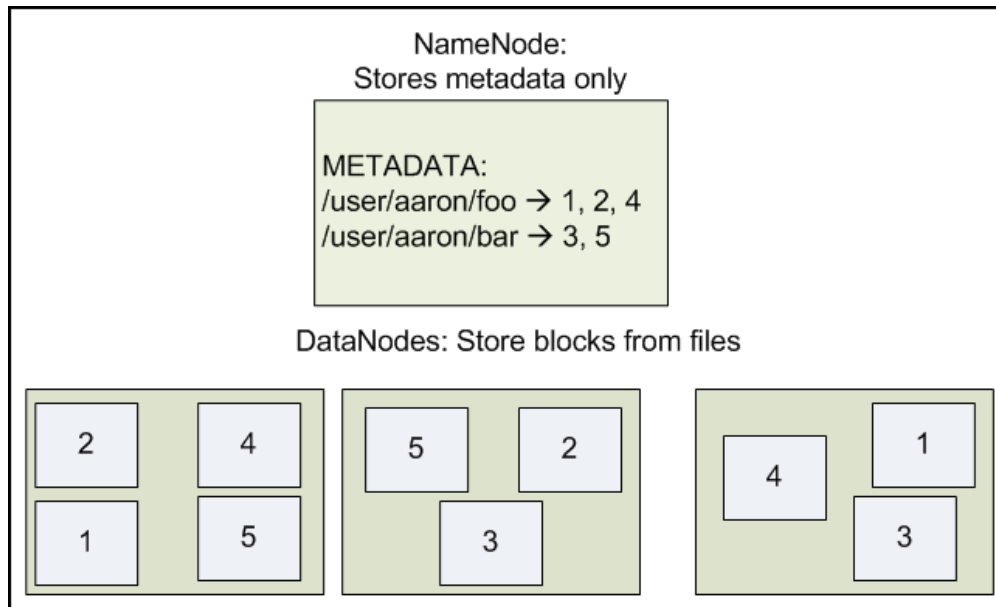 NameNode:
Stores metadata only
METADATA:
/user/aaron/foo → 1, 2, 4
/user/aaron/bar → 3, 5
DataNodes: Store blocks from files
2
4
1
5
5
2
3
4
1
3